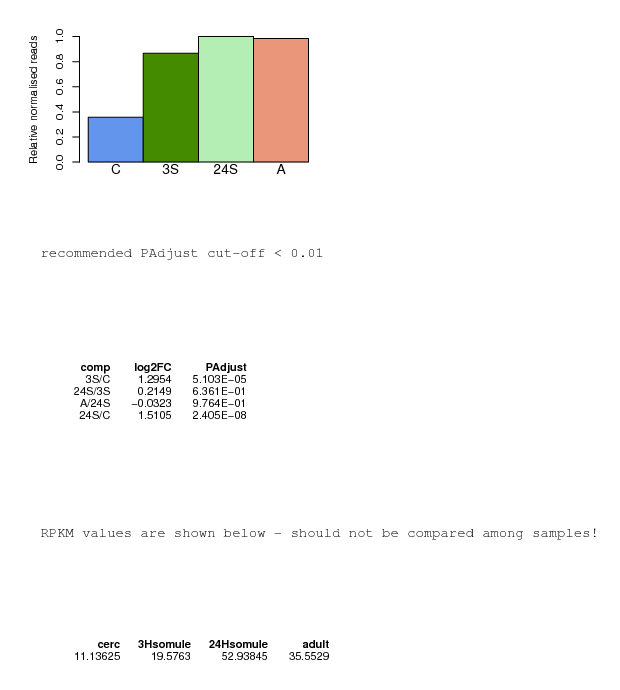 Relative normalised reads
1.0
0.8
0.6
0.4
0.2
0.0
C 3S 24S A
recommended PAdjust cut-off < 0.01
comp log2FC PAdjust
3S/C 1.2954 5.103E−05
24S/3S 0.2149 6.361E−01
A/24S −0.0323 9.764E−01
24S/C 1.5105 2.405E−08
RPKM values are shown below - should not be compared among samples!
cerc 3Hsomule 24Hsomule adult
11.13625 19.5763 52.93845 35.5529